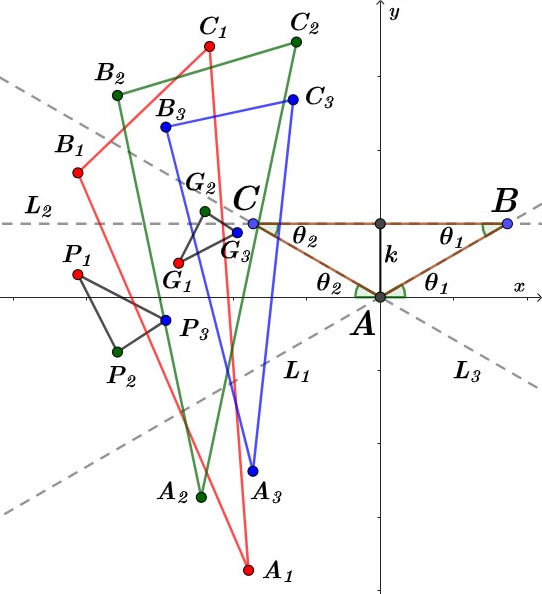 y
C₁
C₂
B₂
C₃
B₃
B₁
G₂
C
B
L₂
θ₂
θ₁
G₃
k
P₁
G₁
θ₂
θ₁
x
A
P₃
P₂
L₁
L₃
A₂
A₃
A₁